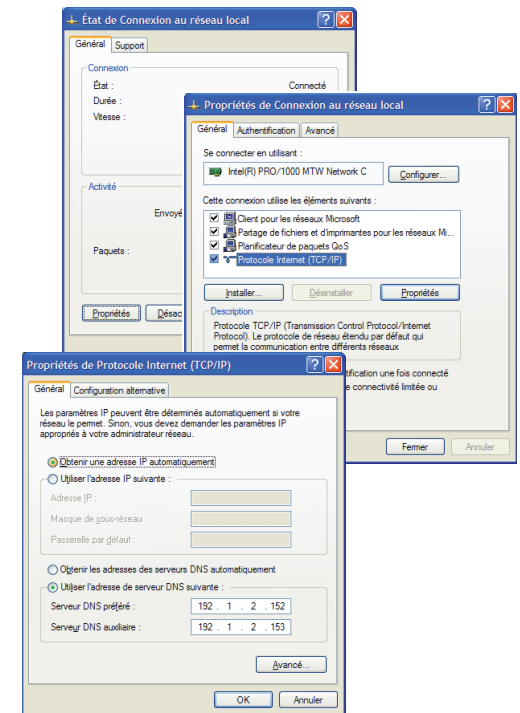 État de Connexion au réseau local
Général Support
Connexion
État : Connecté
Durée :
Vitesse :
Activité
Envoyé
Paquets :
Propriétés Désac
Propriétés de Connexion au réseau local
Général Authentification Avancé
Se connecter en utilisant :
Intel(R) PRO/1000 MTW Network C Configurer...
Cette connexion utilise les éléments suivants :
Client pour les réseaux Microsoft
Partage de fichiers et d'imprimantes pour les réseaux Mi...
Planificateur de paquets QoS
Protocole Internet (TCP/IP)
Installer... Désinstaller Propriétés
Description
Protocole TCP/IP (Transmission Control Protocol/Internet
Protocol). Le protocole de réseau étendu par défaut qui
permet la communication entre différents réseaux
tification une fois connecté
e connectivité limitée ou
Fermer Annuler
Propriétés de Protocole Internet (TCP/IP)
Général Configuration alternative
Les paramètres IP peuvent être déterminés automatiquement si votre
réseau le permet. Sinon, vous devez demander les paramètres IP
appropriés à votre administrateur réseau.
Obtenir une adresse IP automatiquement
Utiliser l'adresse IP suivante :
Adresse IP :
Masque de sous-réseau :
Passerelle par défaut :
Obtenir les adresses des serveurs DNS automatiquement
Utiliser l'adresse de serveur DNS suivante :
Serveur DNS préféré : 192 . 1 . 2 . 152
Serveur DNS auxiliaire : 192 . 1 . 2 . 153
Avancé...
OK Annuler